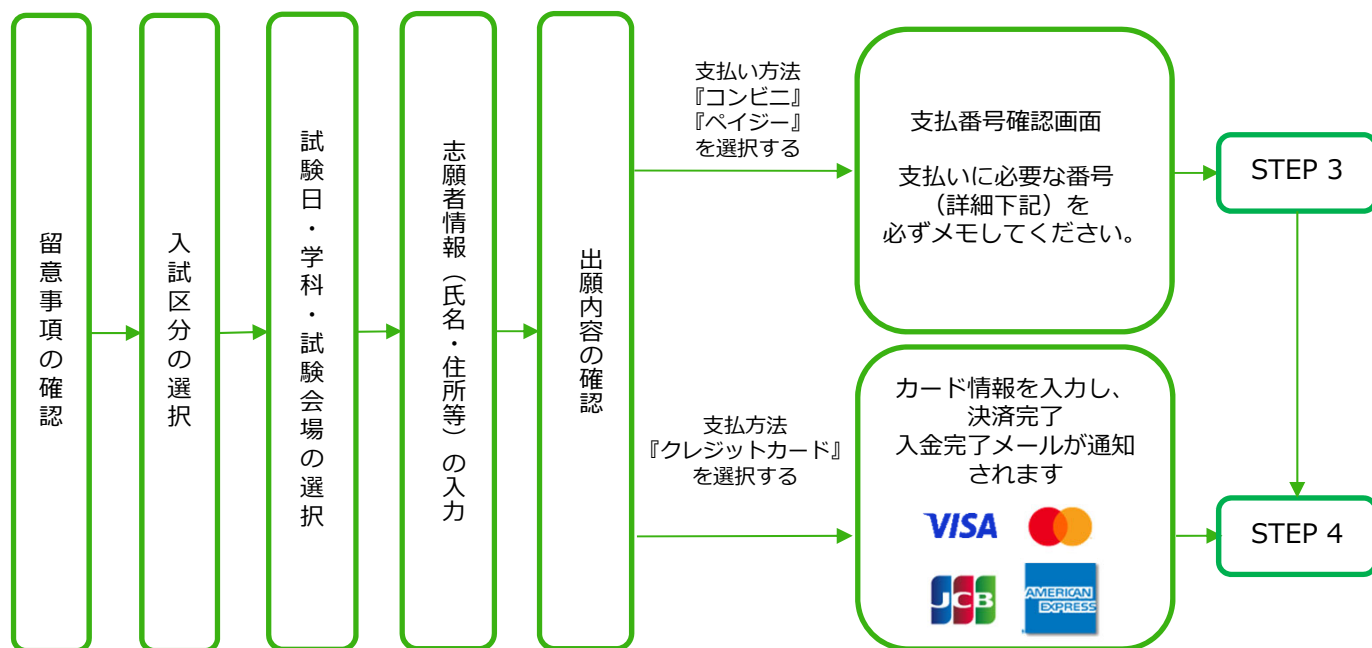 留意事項の確認
入試区分の選択
試験日・学科・試験会場の選択
志願者情報（氏名・住所等）の入力
出願内容の確認
支払い方法
『コンビニ』
『ペイジー』
を選択する
支払番号確認画面
支払いに必要な番号
（詳細下記）を
必ずメモしてください。
STEP 3
支払方法
『クレジットカード』
を選択する
カード情報を入力し、
決済完了
入金完了メールが通知
されます
VISA
JCB
AMERICAN
EXPRESS
STEP 4